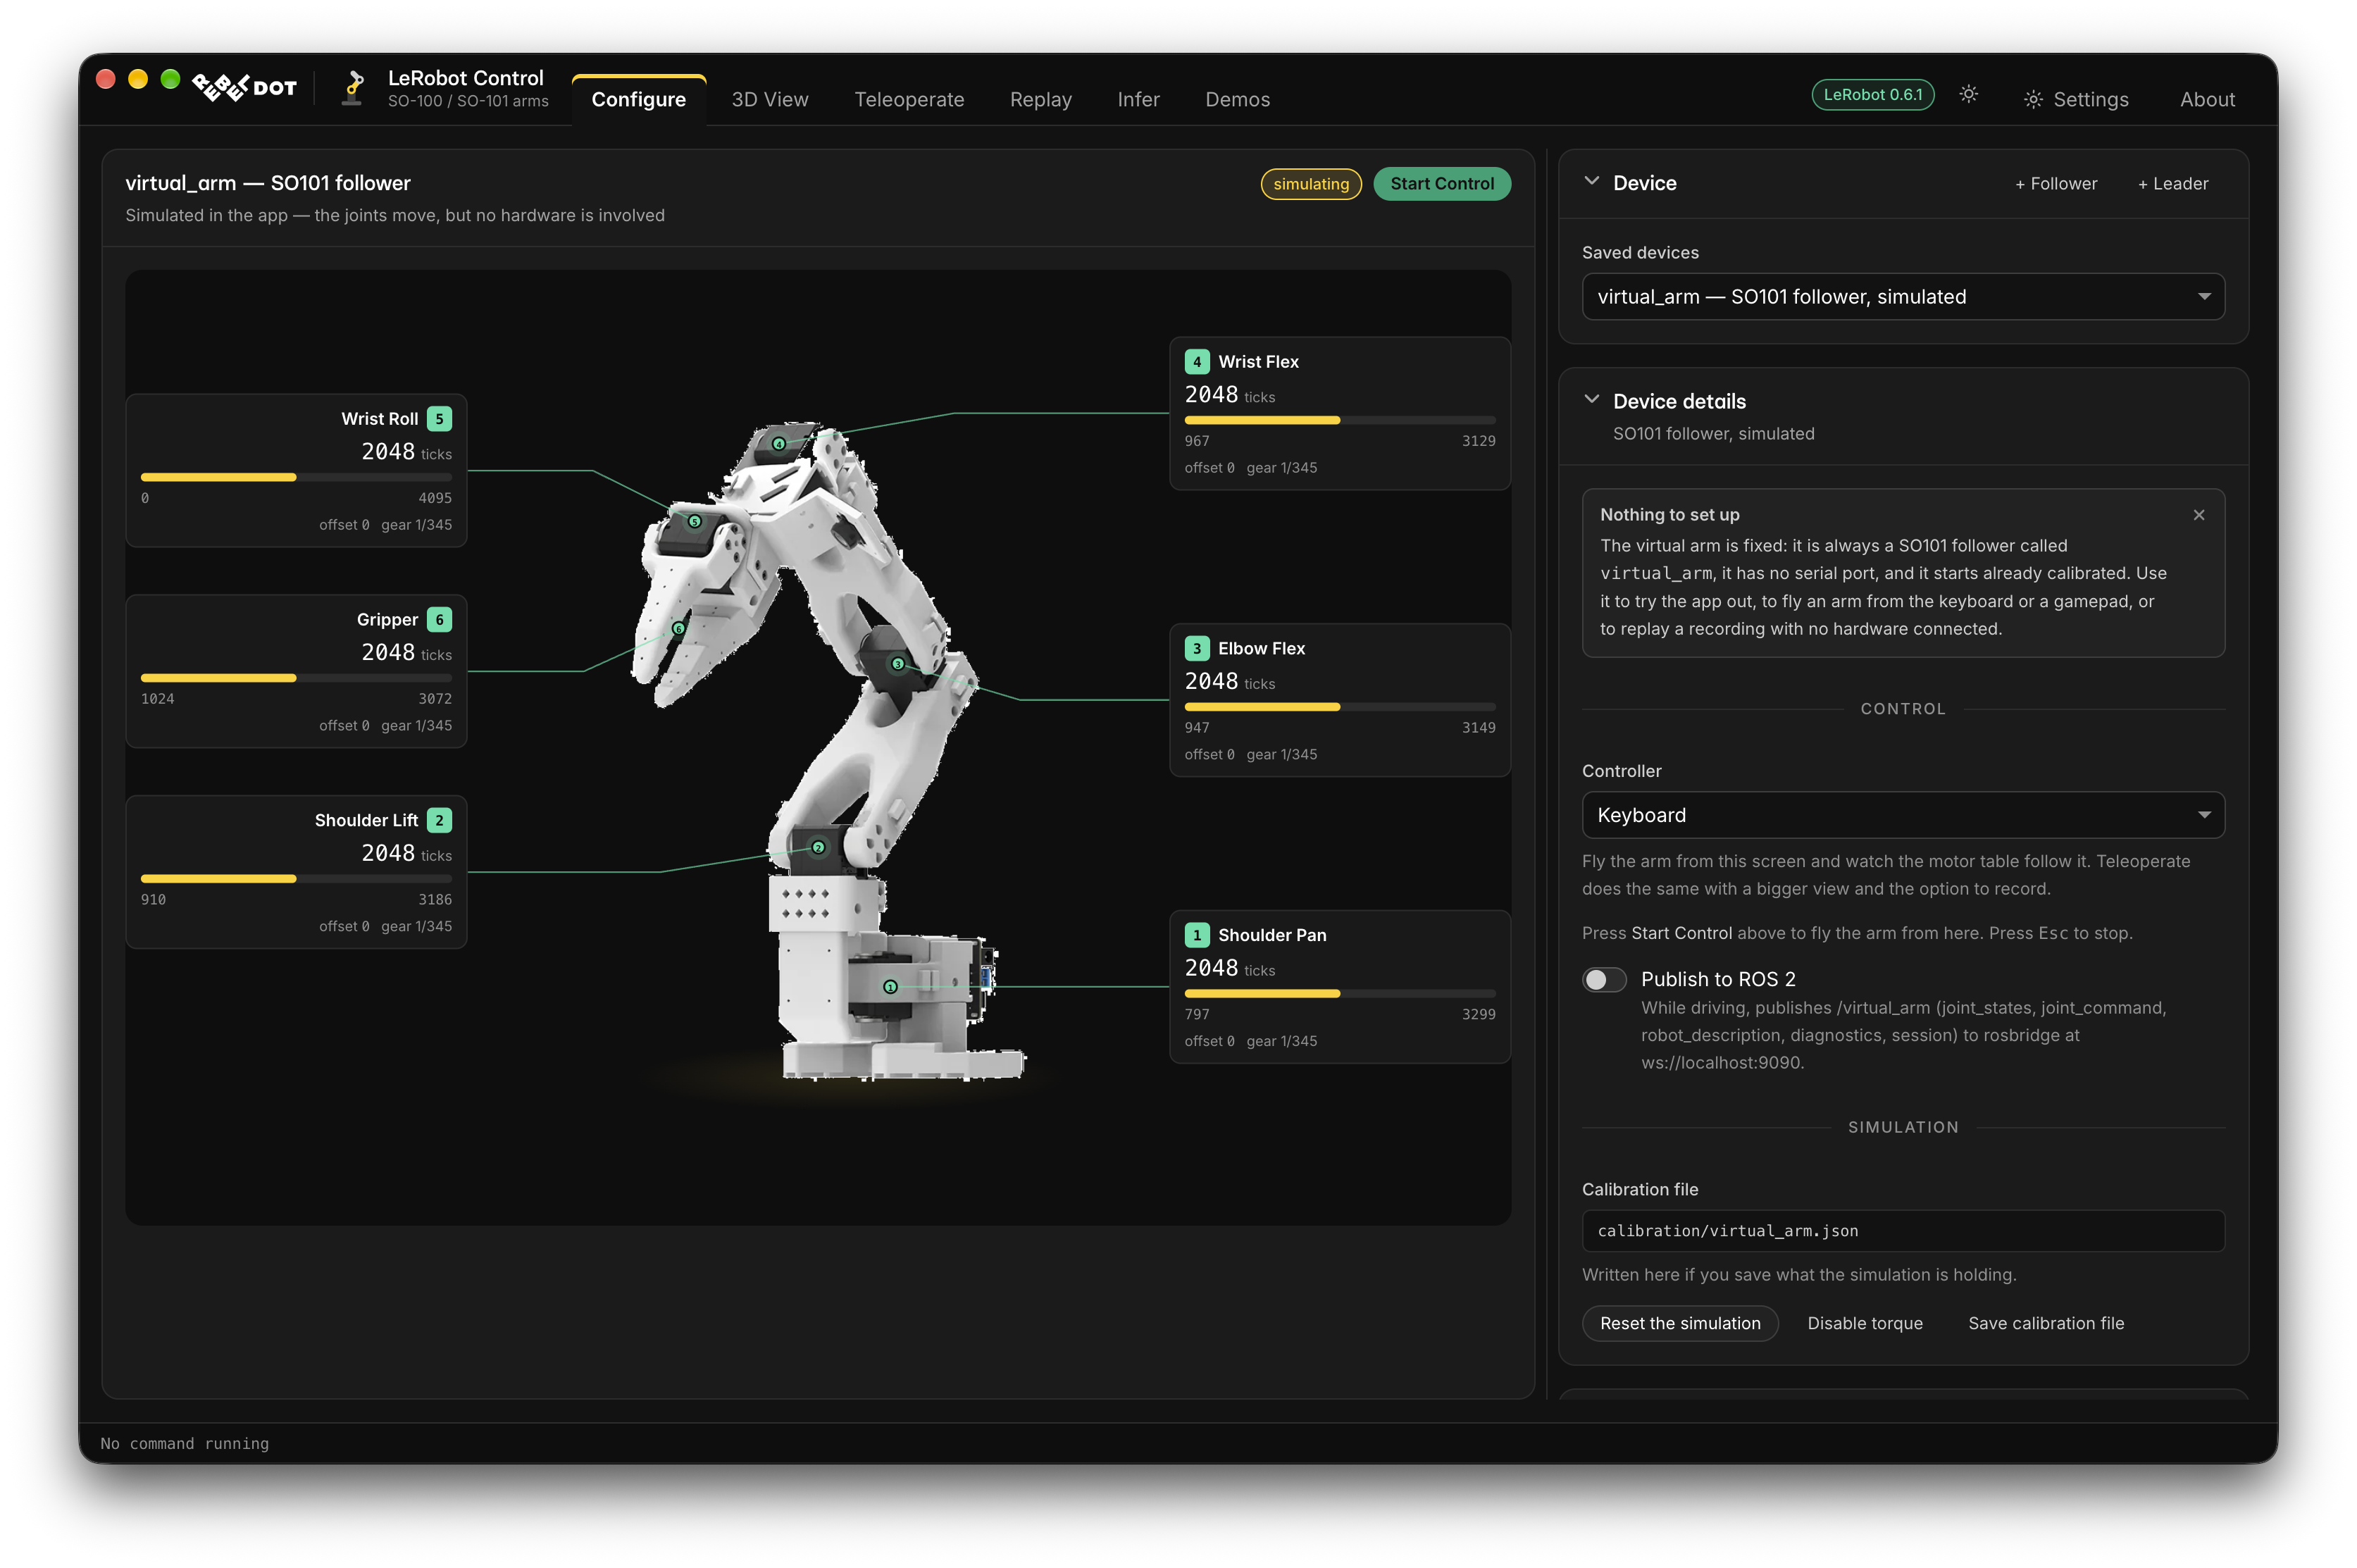 REBEL DOT
LeRobot Control
SO-100 / SO-101 arms
Configure
3D View
Teleoperate
Replay
Infer
Demos
LeRobot 0.6.1
Settings
About
virtual_arm — SO101 follower
Simulated in the app — the joints move, but no hardware is involved
simulating
Start Control
Wrist Roll 5
2048 ticks
0 4095
offset 0 gear 1/345
Gripper 6
2048 ticks
1024 3072
offset 0 gear 1/345
Shoulder Lift 2
2048 ticks
910 3186
offset 0 gear 1/345
4
5
6
3
2
1
4 Wrist Flex
2048 ticks
967 3129
offset 0 gear 1/345
3 Elbow Flex
2048 ticks
947 3149
offset 0 gear 1/345
1 Shoulder Pan
2048 ticks
797 3299
offset 0 gear 1/345
Device
+ Follower
+ Leader
Saved devices
virtual_arm — SO101 follower, simulated
Device details
SO101 follower, simulated
Nothing to set up
The virtual arm is fixed: it is always a SO101 follower called
virtual_arm, it has no serial port, and it starts already calibrated. Use
it to try the app out, to fly an arm from the keyboard or a gamepad, or
to replay a recording with no hardware connected.
CONTROL
Controller
Keyboard
Fly the arm from this screen and watch the motor table follow it. Teleoperate
does the same with a bigger view and the option to record.
Press Start Control above to fly the arm from here. Press Esc to stop.
Publish to ROS 2
While driving, publishes /virtual_arm (joint_states, joint_command,
robot_description, diagnostics, session) to rosbridge at
ws://localhost:9090.
SIMULATION
Calibration file
calibration/virtual_arm.json
Written here if you save what the simulation is holding.
Reset the simulation
Disable torque
Save calibration file
No command running